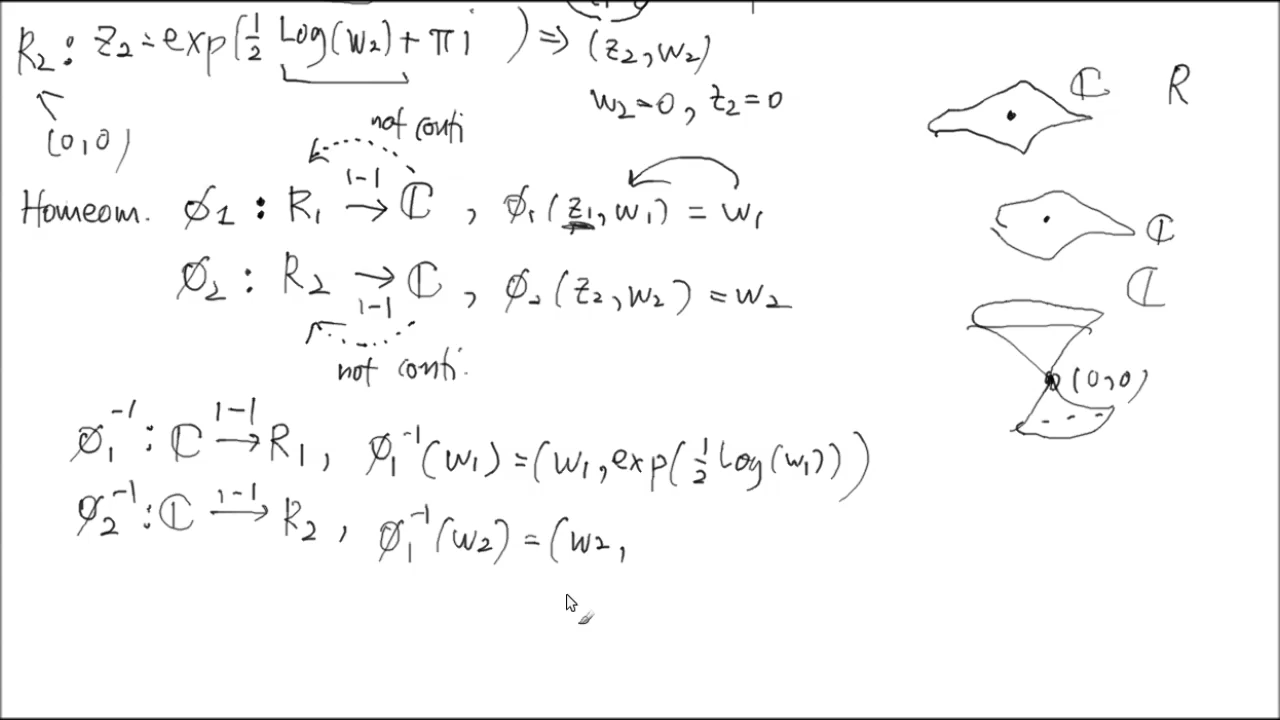 R₂ : z₂ = exp(½ Log(w₂) + πi ) ⇒ (z₂, w₂)
w₂=0, z₂=0
(0,0)
ℂ R
not conti
Homeom. ϕ1 : R₁ 1-1 → ℂ , ϕ₁(z₁, w₁) = w₁
ℂ
ϕ₂ : R₂ → 1-1 ℂ , ϕ₂(z₂, w₂) = w₂
ℂ
not conti.
(0,0)
ϕ₁⁻¹ : ℂ 1-1 → R₁ , ϕ₁⁻¹(w₁) = (w₁, exp(½ Log(w₁)))
ϕ₂⁻¹ : ℂ 1-1 → R₂ , ϕ₁⁻¹(w₂) = (w₂,